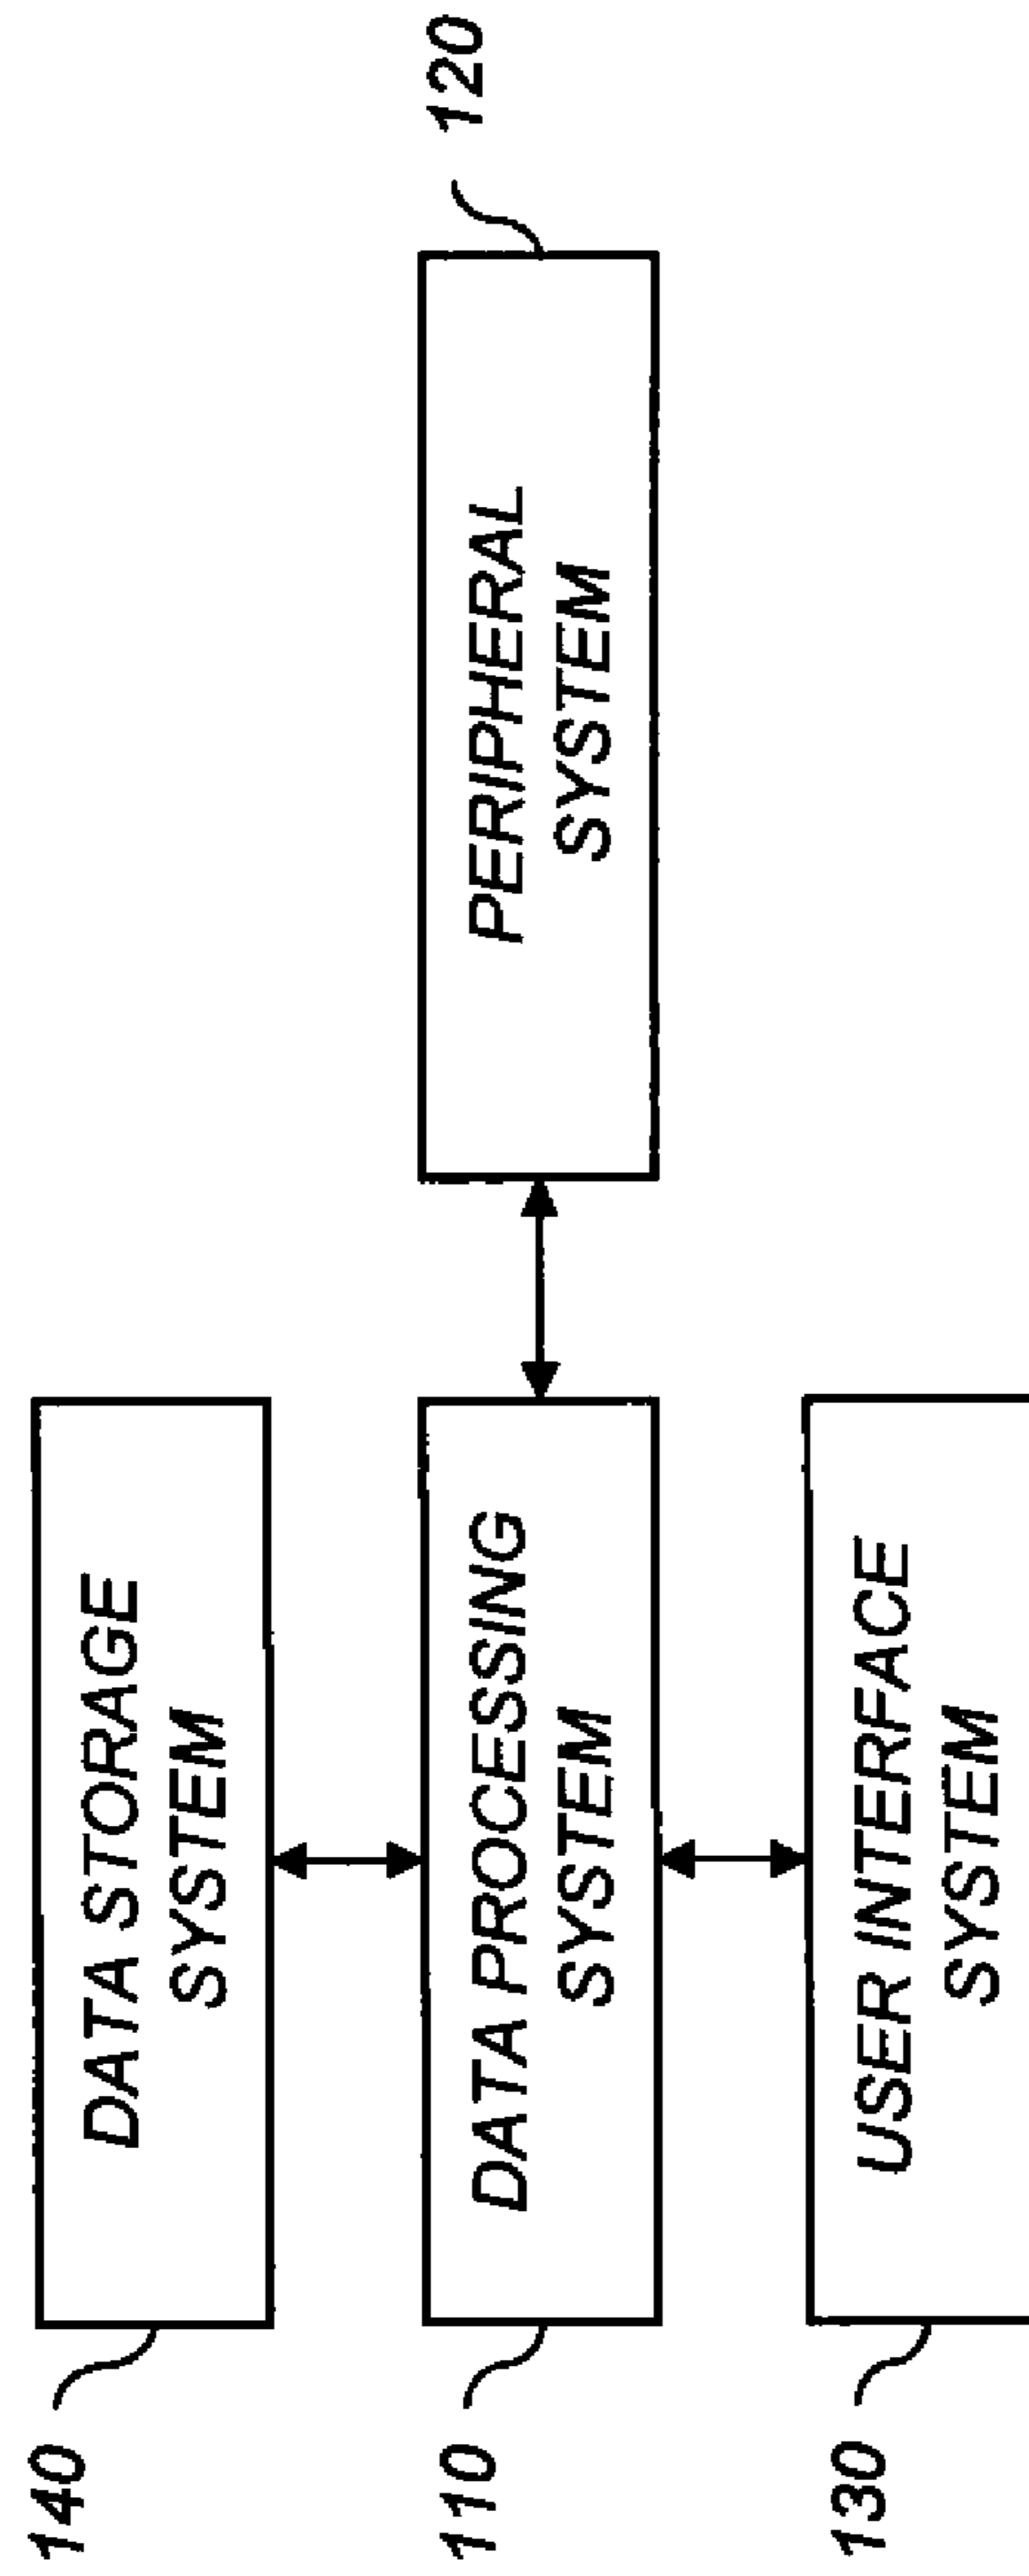 140
DATA STORAGE
SYSTEM
110
DATA PROCESSING
SYSTEM
PERIPHERAL
SYSTEM
120
130
USER INTERFACE
SYSTEM